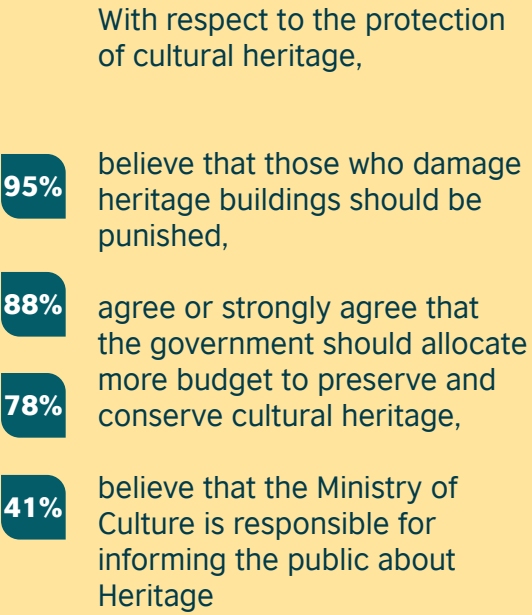 With respect to the protection
of cultural heritage,
95%
believe that those who damage
heritage buildings should be
punished,
88%
agree or strongly agree that
the government should allocate
more budget to preserve and
78%
conserve cultural heritage,
41%
believe that the Ministry of
Culture is responsible for
informing the public about
Heritage